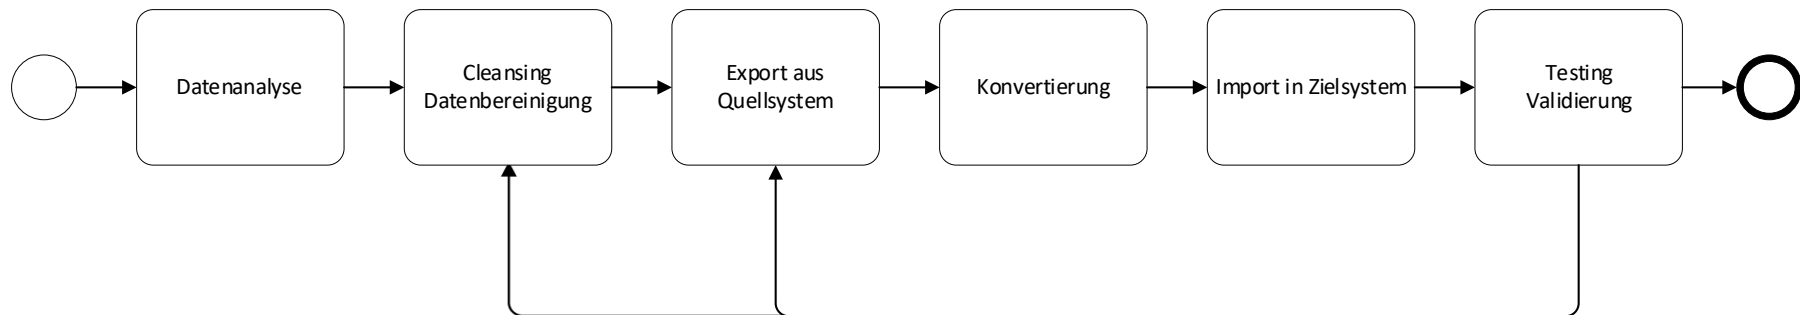 Datenanalyse
Cleansing
Datenbereinigung
Export aus
Quellsystem
Konvertierung
Import in Zielsystem
Testing
Validierung